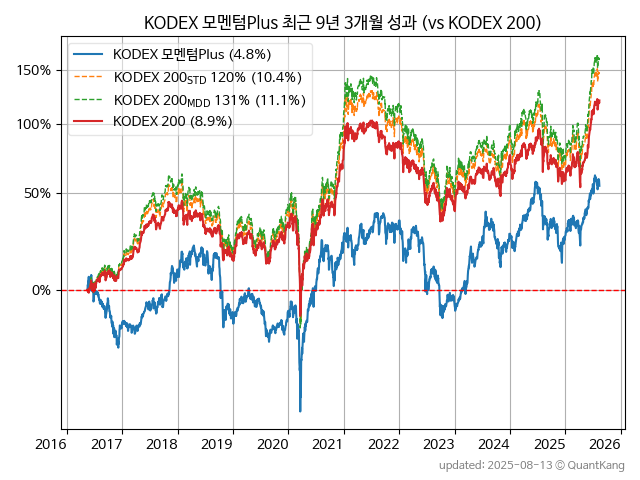 KODEX 모멘텀Plus 최근 9년 3개월 성과 (vs KODEX 200)
KODEX 모멘텀Plus (4.8%)
KODEX 200STD 120% (10.4%)
KODEX 200MDD 131% (11.1%)
KODEX 200 (8.9%)
150%
100%
50%
0%
2016 2017 2018 2019 2020 2021 2022 2023 2024 2025 2026
updated: 2025-08-13 © QuantKang